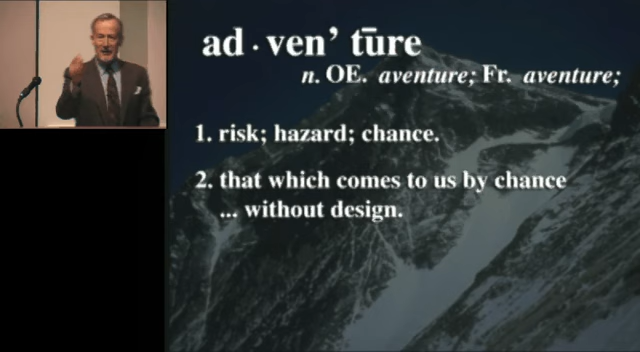 ad · ven’ tūre
n. OE. aventure; Fr. aventure;
1. risk; hazard; chance.
2. that which comes to us by chance
... without design.